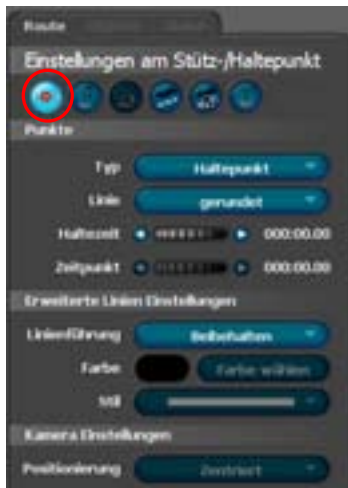 Route
Einstellungen am Stütz-/Haltepunkt
Punkte
Typ Haltepunkt
Linie gerundet
Haltezeit 000:00.00
Zeitpunkt 000:00.00
Erweiterte Linien Einstellungen
Linienführung Beibehalten
Farbe Farbe wählen
Stil
Kamera Einstellungen
Positionierung Zentriert